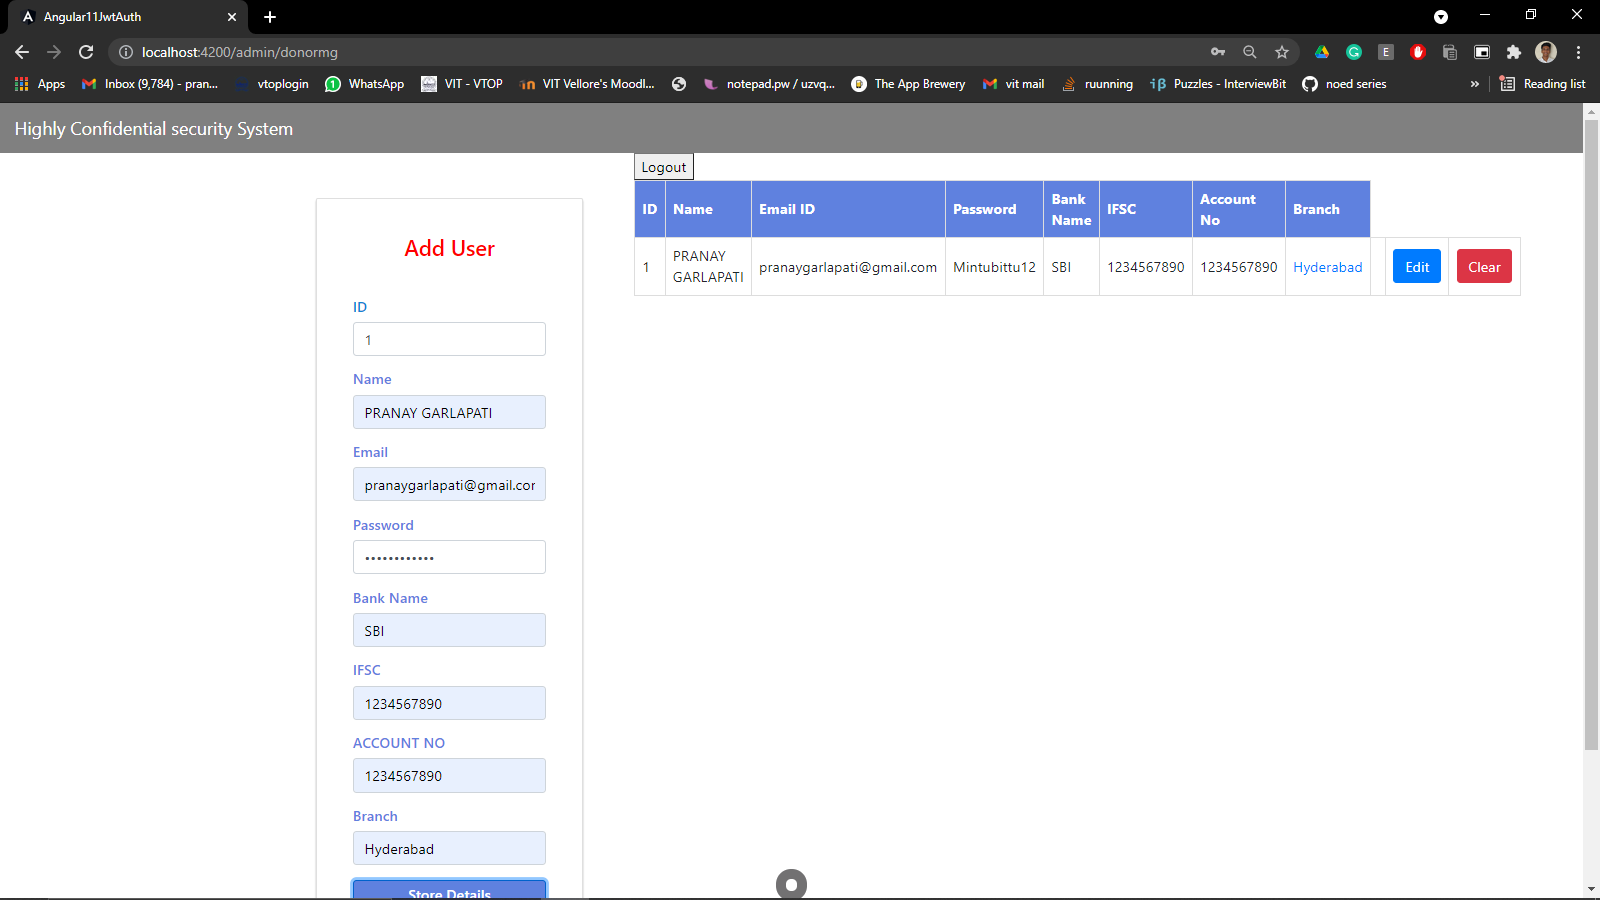 Angular11JwtAuth
localhost:4200/admin/donormg
Apps
Inbox (9,784) - pran...
vtoplogin
WhatsApp
VIT - VTOP
VIT Vellore's Moodl...
notepad.pw / uzvq...
The App Brewery
vit mail
ruunning
Puzzles - InterviewBit
noed series
»
Reading list
Highly Confidential security System
Logout
ID Name Email ID Password Bank Name IFSC Account No Branch
1 PRANAY GARLAPATI pranaygarlapati@gmail.com Mintubittu12 SBI 1234567890 1234567890 Hyderabad Edit Clear
Add User
ID
1
Name
PRANAY GARLAPATI
Email
pranaygarlapati@gmail.com
Password
••••••••••••
Bank Name
SBI
IFSC
1234567890
ACCOUNT NO
1234567890
Branch
Hyderabad
Store Details